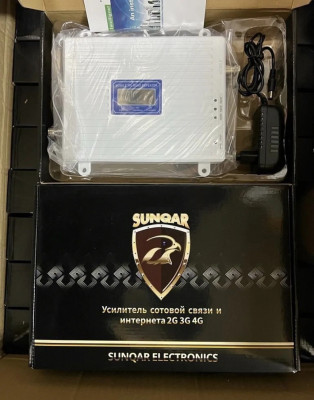 SUNQAR
Усилитель сотовой связи и
интернета 2G 3G 4G
SUNQAR ELECTRONICS